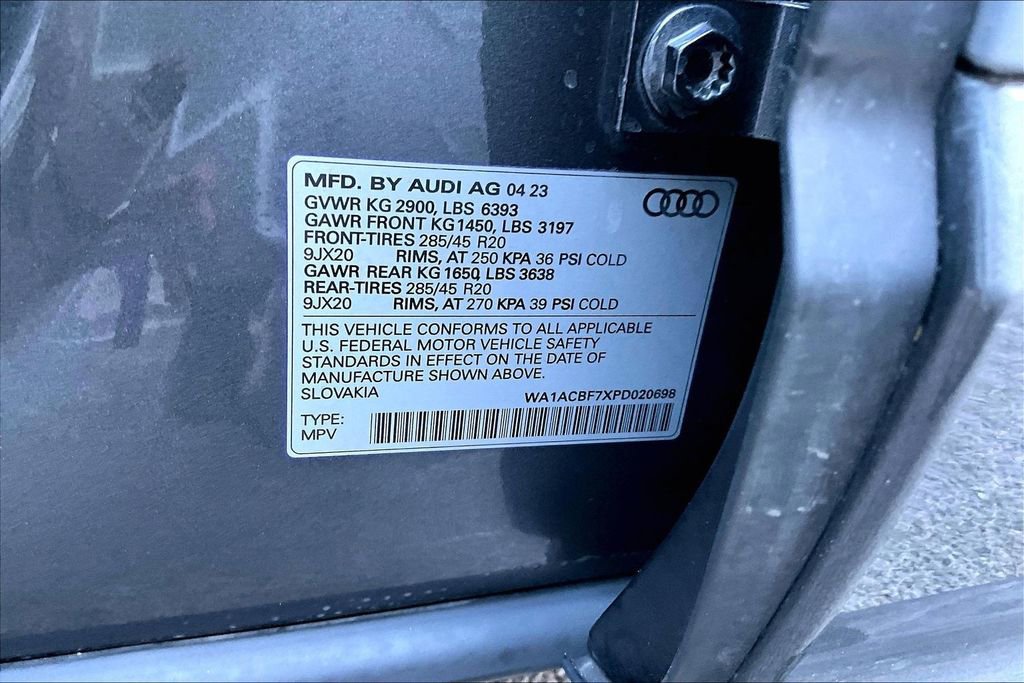 MFD. BY AUDI AG 04 23
GVWR KG 2900, LBS 6393
GAWR FRONT KG 1450, LBS 3197
FRONT-TIRES 285/45 R20
9JX20 RIMS, AT 250 KPA 36 PSI COLD
GAWR REAR KG 1650, LBS 3638
REAR-TIRES 285/45 R20
9JX20 RIMS, AT 270 KPA 39 PSI COLD
THIS VEHICLE CONFORMS TO ALL APPLICABLE
U.S. FEDERAL MOTOR VEHICLE SAFETY
STANDARDS IN EFFECT ON THE DATE OF
MANUFACTURE SHOWN ABOVE.
SLOVAKIA WA1ACBF7XPD020698
TYPE:
MPV